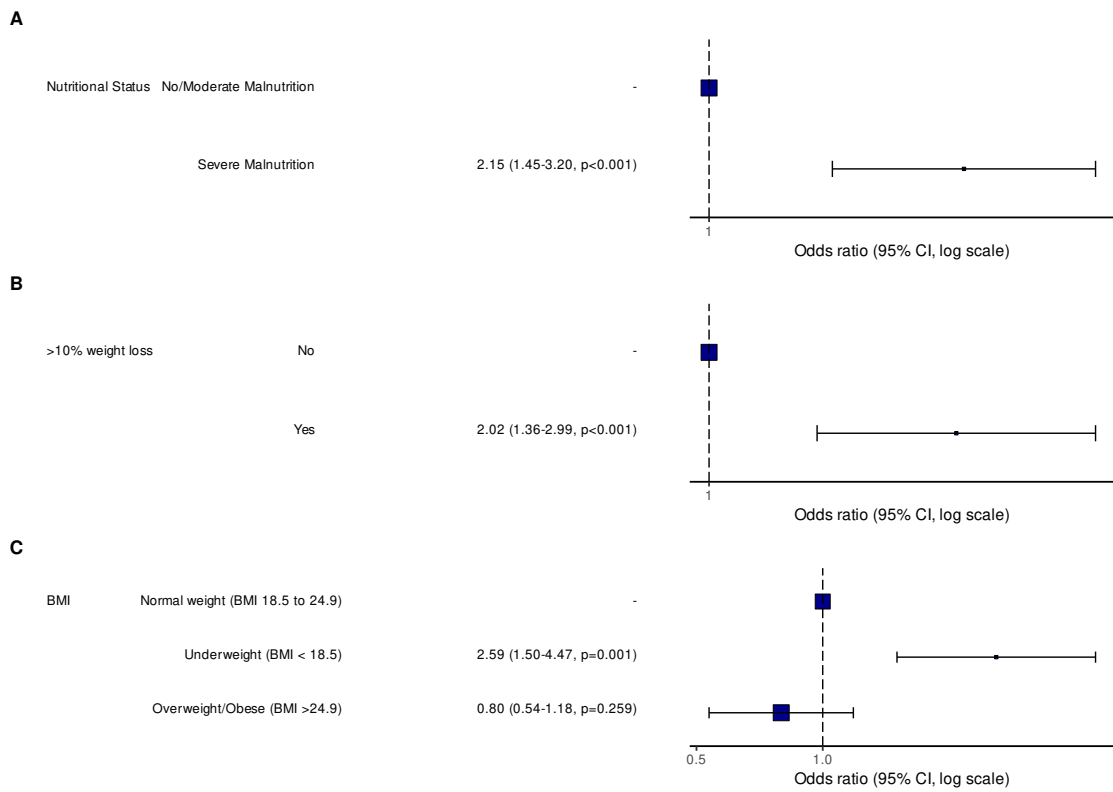 A
Nutritional Status No/Moderate Malnutrition -
Severe Malnutrition 2.15 (1.45-3.20, p<0.001)
1
Odds ratio (95% CI, log scale)
B
>10% weight loss No -
Yes 2.02 (1.36-2.99, p<0.001)
1
Odds ratio (95% CI, log scale)
C
BMI Normal weight (BMI 18.5 to 24.9) -
Underweight (BMI < 18.5) 2.59 (1.50-4.47, p=0.001)
Overweight/Obese (BMI >24.9) 0.80 (0.54-1.18, p=0.259)
0.5 1.0
Odds ratio (95% CI, log scale)